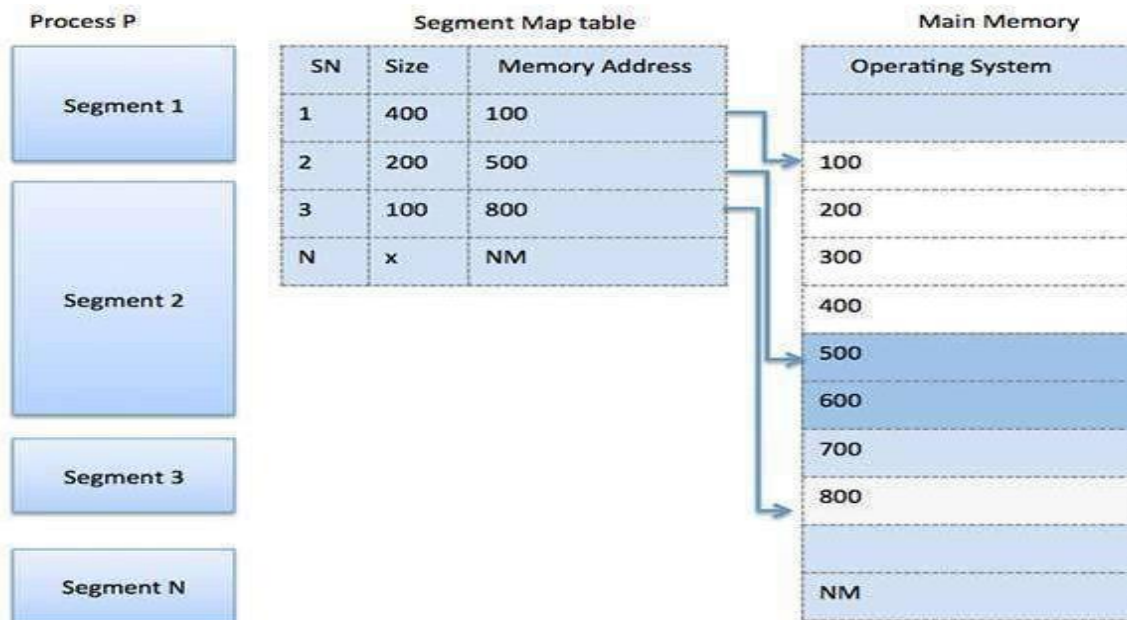 Process P
Segment 1
Segment 2
Segment 3
Segment N
Segment Map table
SN Size Memory Address
1 400 100
2 200 500
3 100 800
N x NM
Main Memory
Operating System
100
200
300
400
500
600
700
800
NM